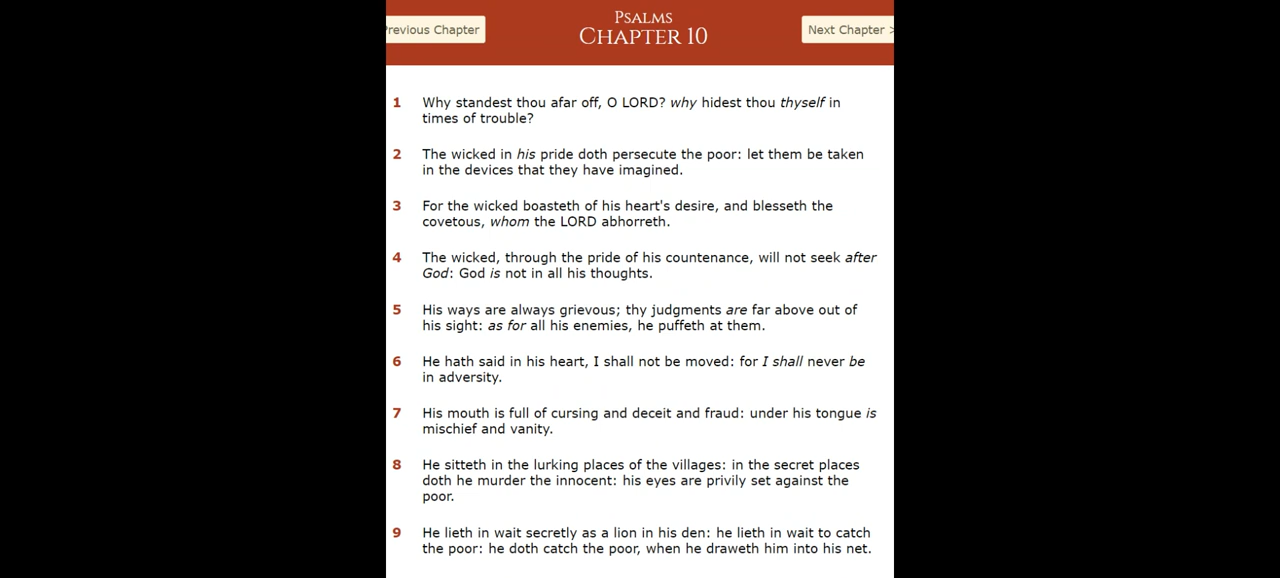 Psalms
Chapter 10
Previous Chapter
Next Chapter >
1 Why standest thou afar off, O LORD? why hidest thou thyself in
times of trouble?
2 The wicked in his pride doth persecute the poor: let them be taken
in the devices that they have imagined.
3 For the wicked boasteth of his heart's desire, and blesseth the
covetous, whom the LORD abhorreth.
4 The wicked, through the pride of his countenance, will not seek after
God: God is not in all his thoughts.
5 His ways are always grievous; thy judgments are far above out of
his sight: as for all his enemies, he puffeth at them.
6 He hath said in his heart, I shall not be moved: for I shall never be
in adversity.
7 His mouth is full of cursing and deceit and fraud: under his tongue is
mischief and vanity.
8 He sitteth in the lurking places of the villages: in the secret places
doth he murder the innocent: his eyes are privily set against the
poor.
9 He lieth in wait secretly as a lion in his den: he lieth in wait to catch
the poor: he doth catch the poor, when he draweth him into his net.